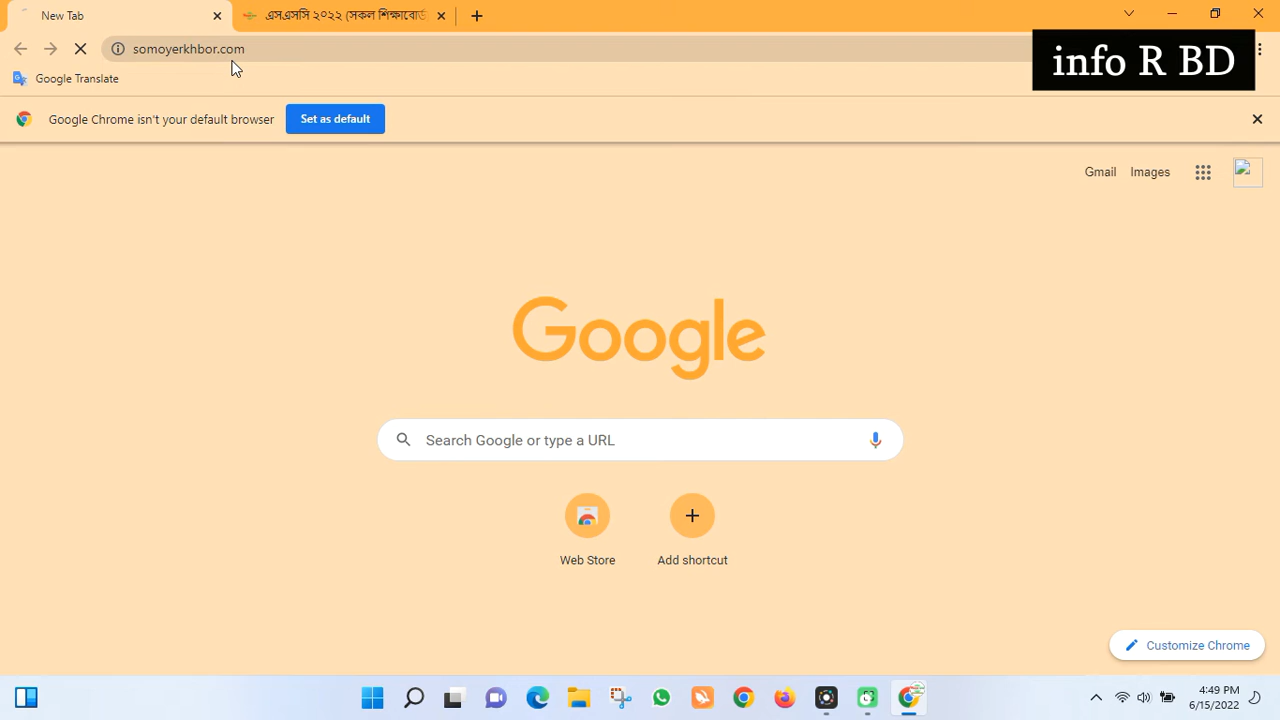 New Tab
এসএসসি ২০২২ (সকল শিক্ষাবোর্ড
somoyerkhbor.com
info R BD
Google Translate
Google Chrome isn't your default browser
Set as default
Gmail
Images
Google
Search Google or type a URL
Web Store
Add shortcut
Customize Chrome
4:49 PM
6/15/2022